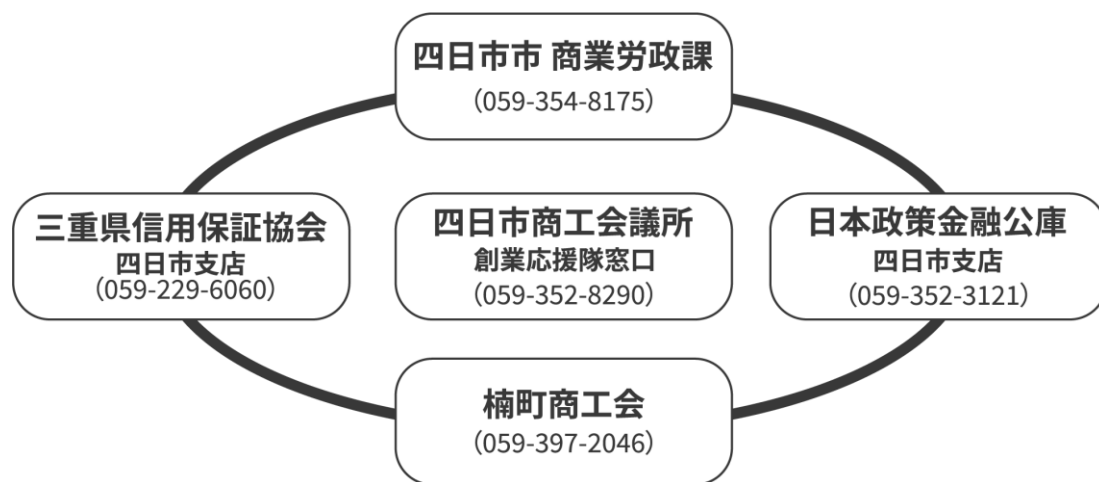 四日市市 商業労政課
（059-354-8175）
三重県信用保証協会
四日市支店
（059-229-6060）
四日市商工会議所
創業応援隊窓口
（059-352-8290）
日本政策金融公庫
四日市支店
（059-352-3121）
楠町商工会
（059-397-2046）